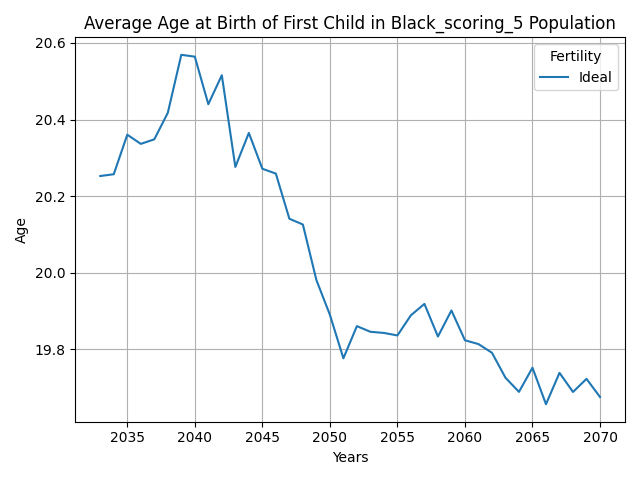 Average Age at Birth of First Child in Black_scoring_5 Population
20.6
20.4
20.2
20.0
19.8
Age
Fertility
Ideal
2035 2040 2045 2050 2055 2060 2065 2070
Years